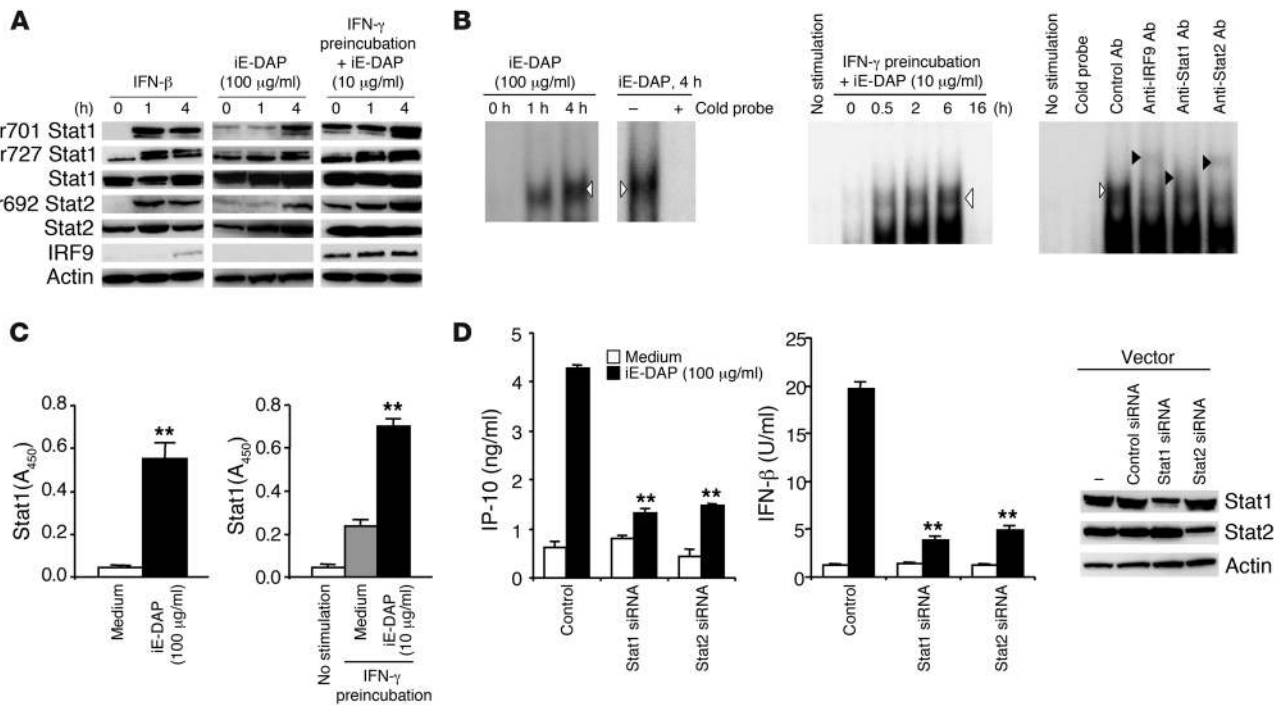 A
IFN-β
iE-DAP
(100 μg/ml)
IFN-γ
preincubation
+ iE-DAP
(10 μg/ml)
(h) 0 1 4 0 1 4 0 1 4
r701 Stat1
r727 Stat1
Stat1
r692 Stat2
Stat2
IRF9
Actin
B
iE-DAP
(100 μg/ml)
0 h 1 h 4 h
iE-DAP, 4 h
– + Cold probe
No stimulation
IFN-γ preincubation
+ iE-DAP (10 μg/ml)
0 0.5 2 6 16 (h)
No stimulation
Cold probe
Control Ab
Anti-IRF9 Ab
Anti-Stat1 Ab
Anti-Stat2 Ab
C
Stat1(A450)
0.8
0.6
0.4
0.2
0.0
**
Medium
iE-DAP
(100 μg/ml)
Stat1(A450)
0.8
0.6
0.4
0.2
0.0
**
No stimulation
Medium
iE-DAP
(10 μg/ml)
IFN-γ
preincubation
D
IP-10 (ng/ml)
5
4
3
2
1
0
Medium
iE-DAP (100 μg/ml)
**
**
Control
Stat1 siRNA
Stat2 siRNA
IFN-β (U/ml)
25
20
15
10
5
0
**
**
Control
Stat1 siRNA
Stat2 siRNA
Vector
–
Control siRNA
Stat1 siRNA
Stat2 siRNA
Stat1
Stat2
Actin